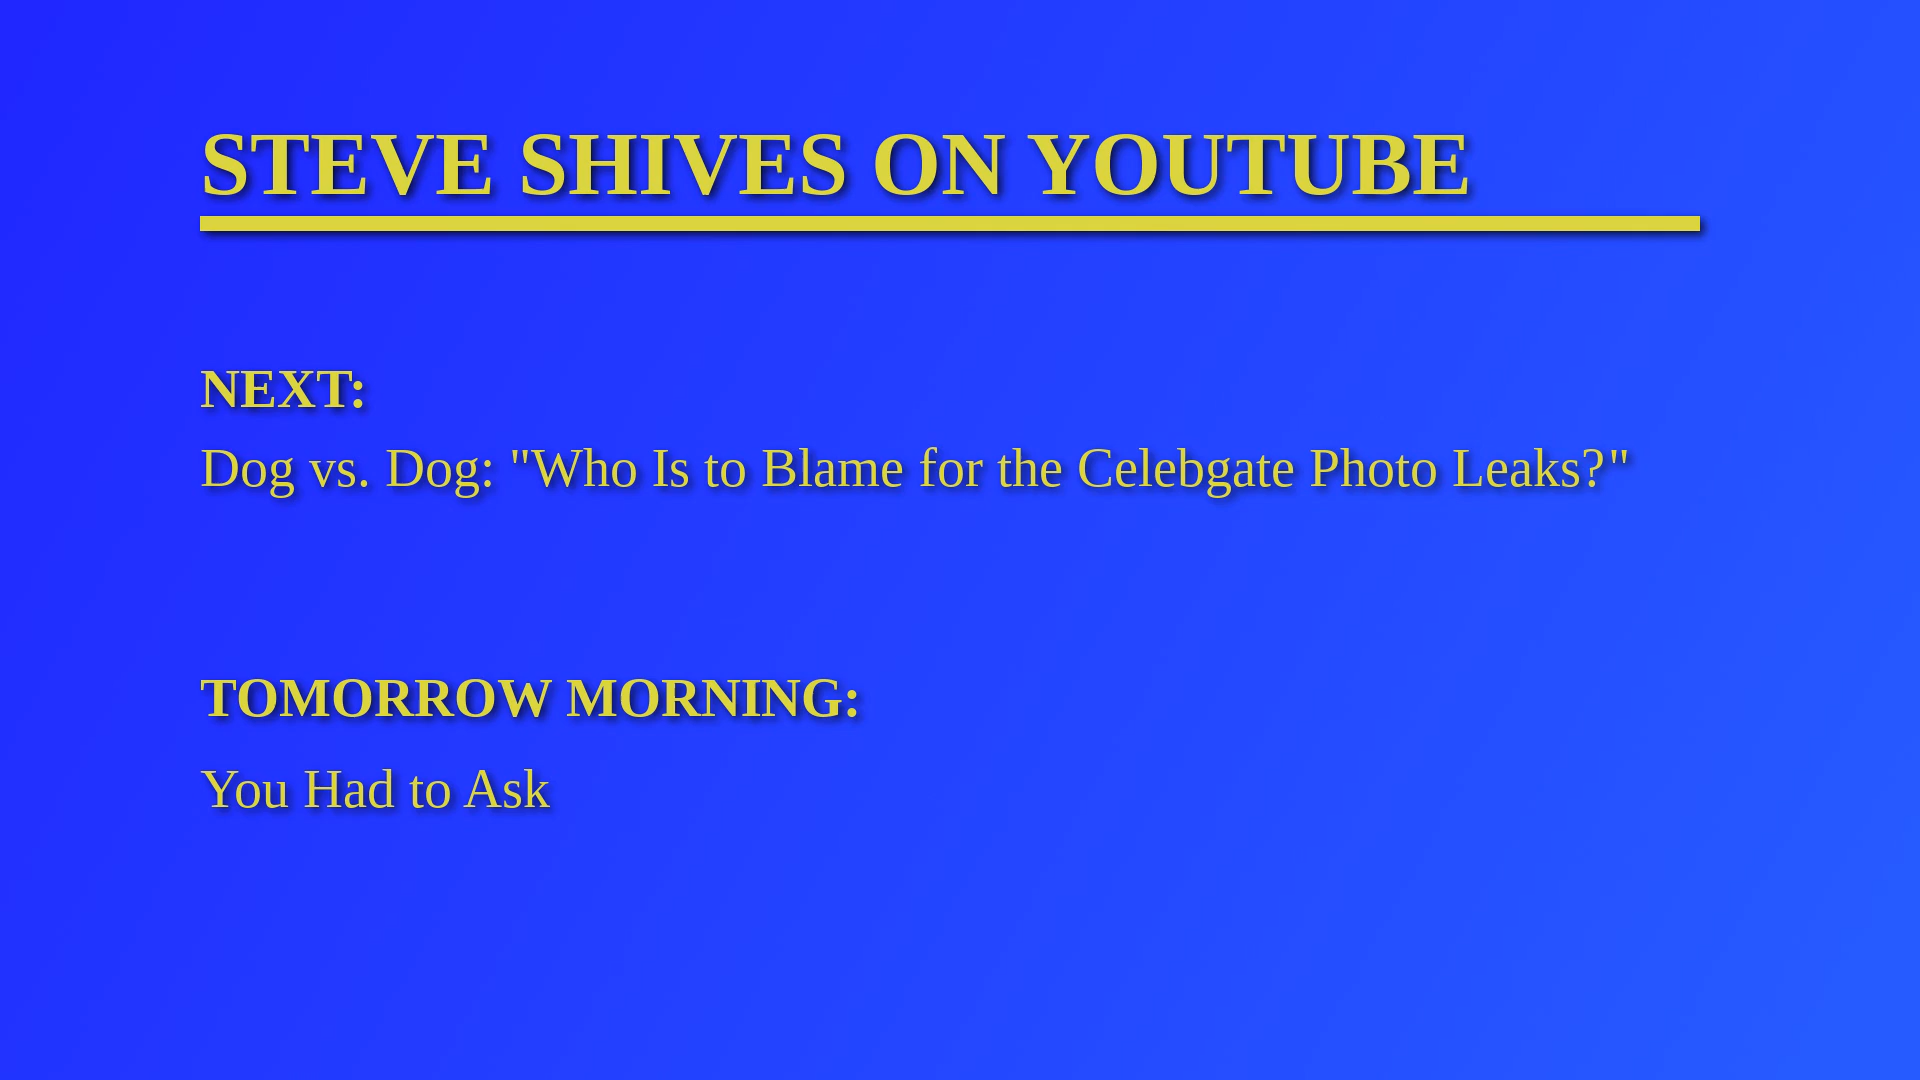 STEVE SHIVES ON YOUTUBE
NEXT:
Dog vs. Dog: "Who Is to Blame for the Celebgate Photo Leaks?"
TOMORROW MORNING:
You Had to Ask